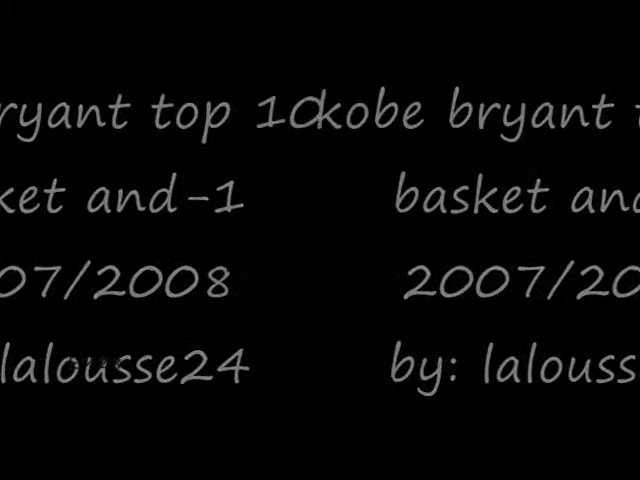 ryant top 10kobe bryant t
ket and-1 basket and
07/2008 2007/20
lalousse24 by: lalouss